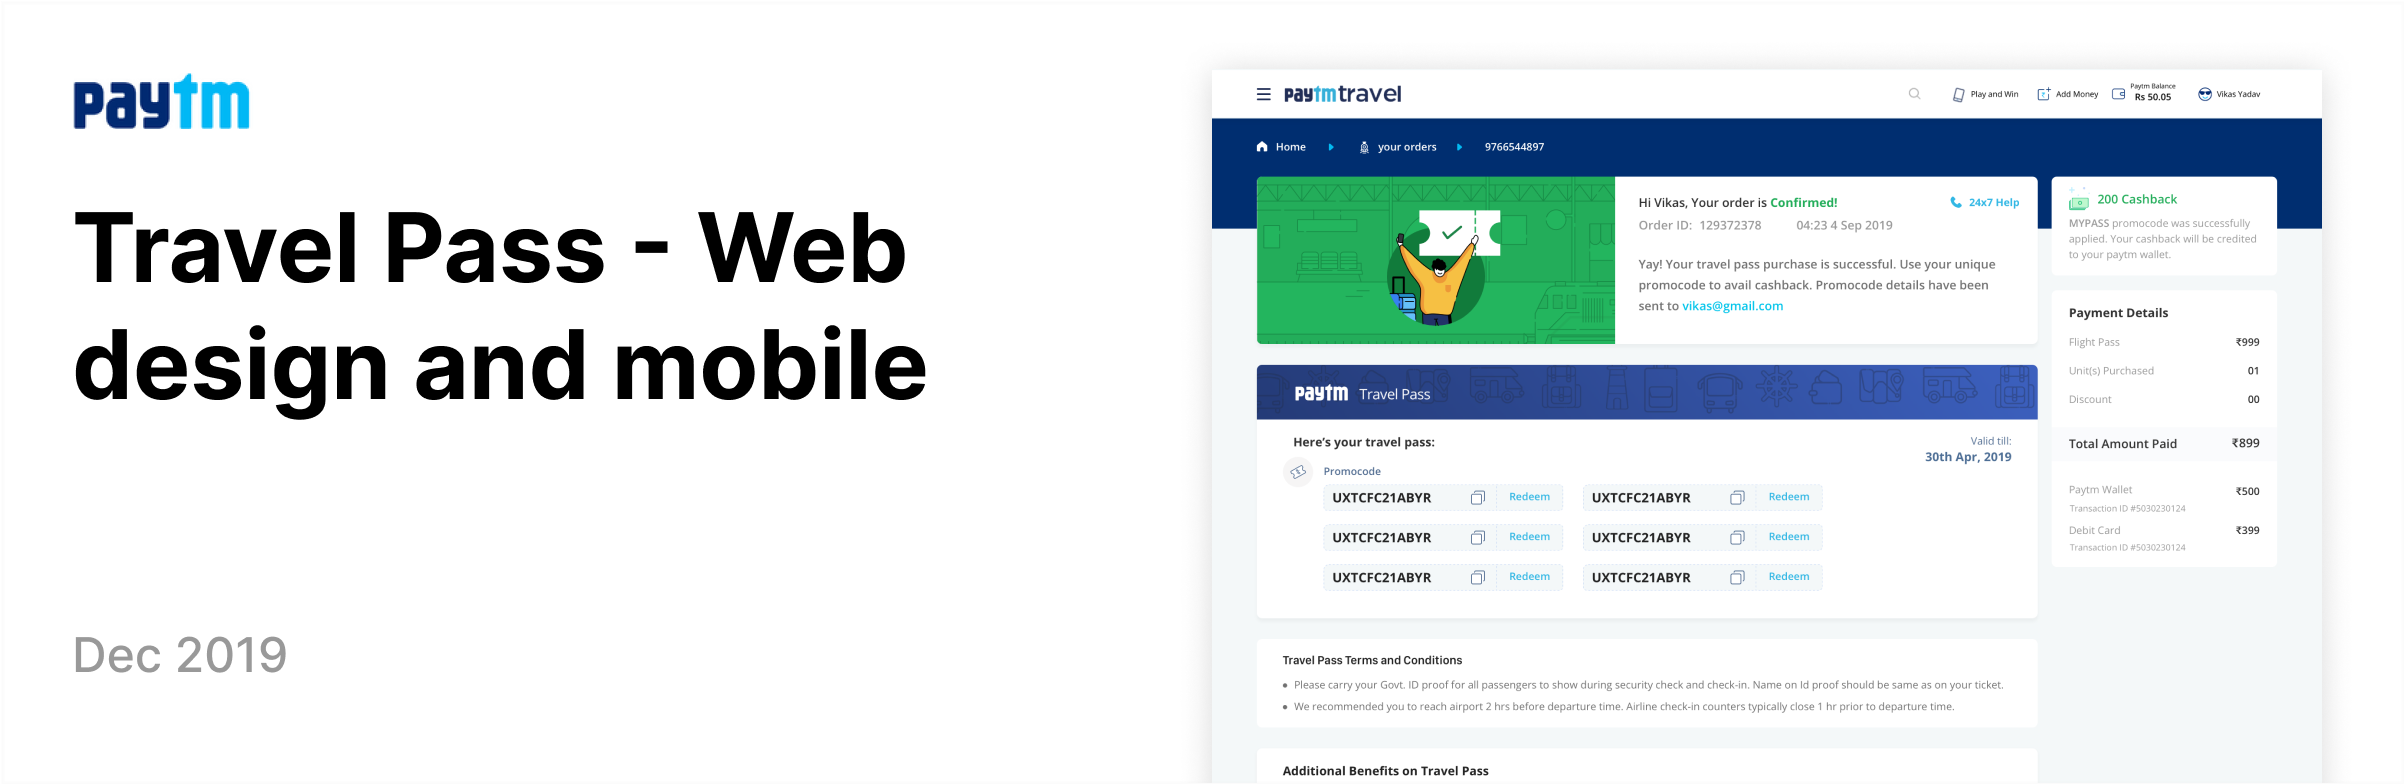 paytm
Travel Pass - Web
design and mobile
Dec 2019
paytm travel
Play and Win
Add Money
Paytm Balance
Rs 50.05
Vikas Yadav
Home
your orders
9766544897
Hi Vikas, Your order is Confirmed!
24x7 Help
Order ID: 129372378 04:23 4 Sep 2019
Yay! Your travel pass purchase is successful. Use your unique
promocode to avail cashback. Promocode details have been
sent to vikas@gmail.com
200 Cashback
MYPASS promocode was successfully
applied. Your cashback will be credited
to your paytm wallet.
Payment Details
Flight Pass ₹999
Unit(s) Purchased 01
Discount 00
Total Amount Paid ₹899
Paytm Wallet ₹500
Transaction ID #5030230124
Debit Card ₹399
Transaction ID #5030230124
paytm Travel Pass
Here's your travel pass:
Valid till:
30th Apr, 2019
Promocode
UXTCFC21ABYR Redeem UXTCFC21ABYR Redeem
UXTCFC21ABYR Redeem UXTCFC21ABYR Redeem
UXTCFC21ABYR Redeem UXTCFC21ABYR Redeem
Travel Pass Terms and Conditions
• Please carry your Govt. ID proof for all passengers to show during security check and check-in. Name on Id proof should be same as on your ticket.
• We recommended you to reach airport 2 hrs before departure time. Airline check-in counters typically close 1 hr prior to departure time.
Additional Benefits on Travel Pass